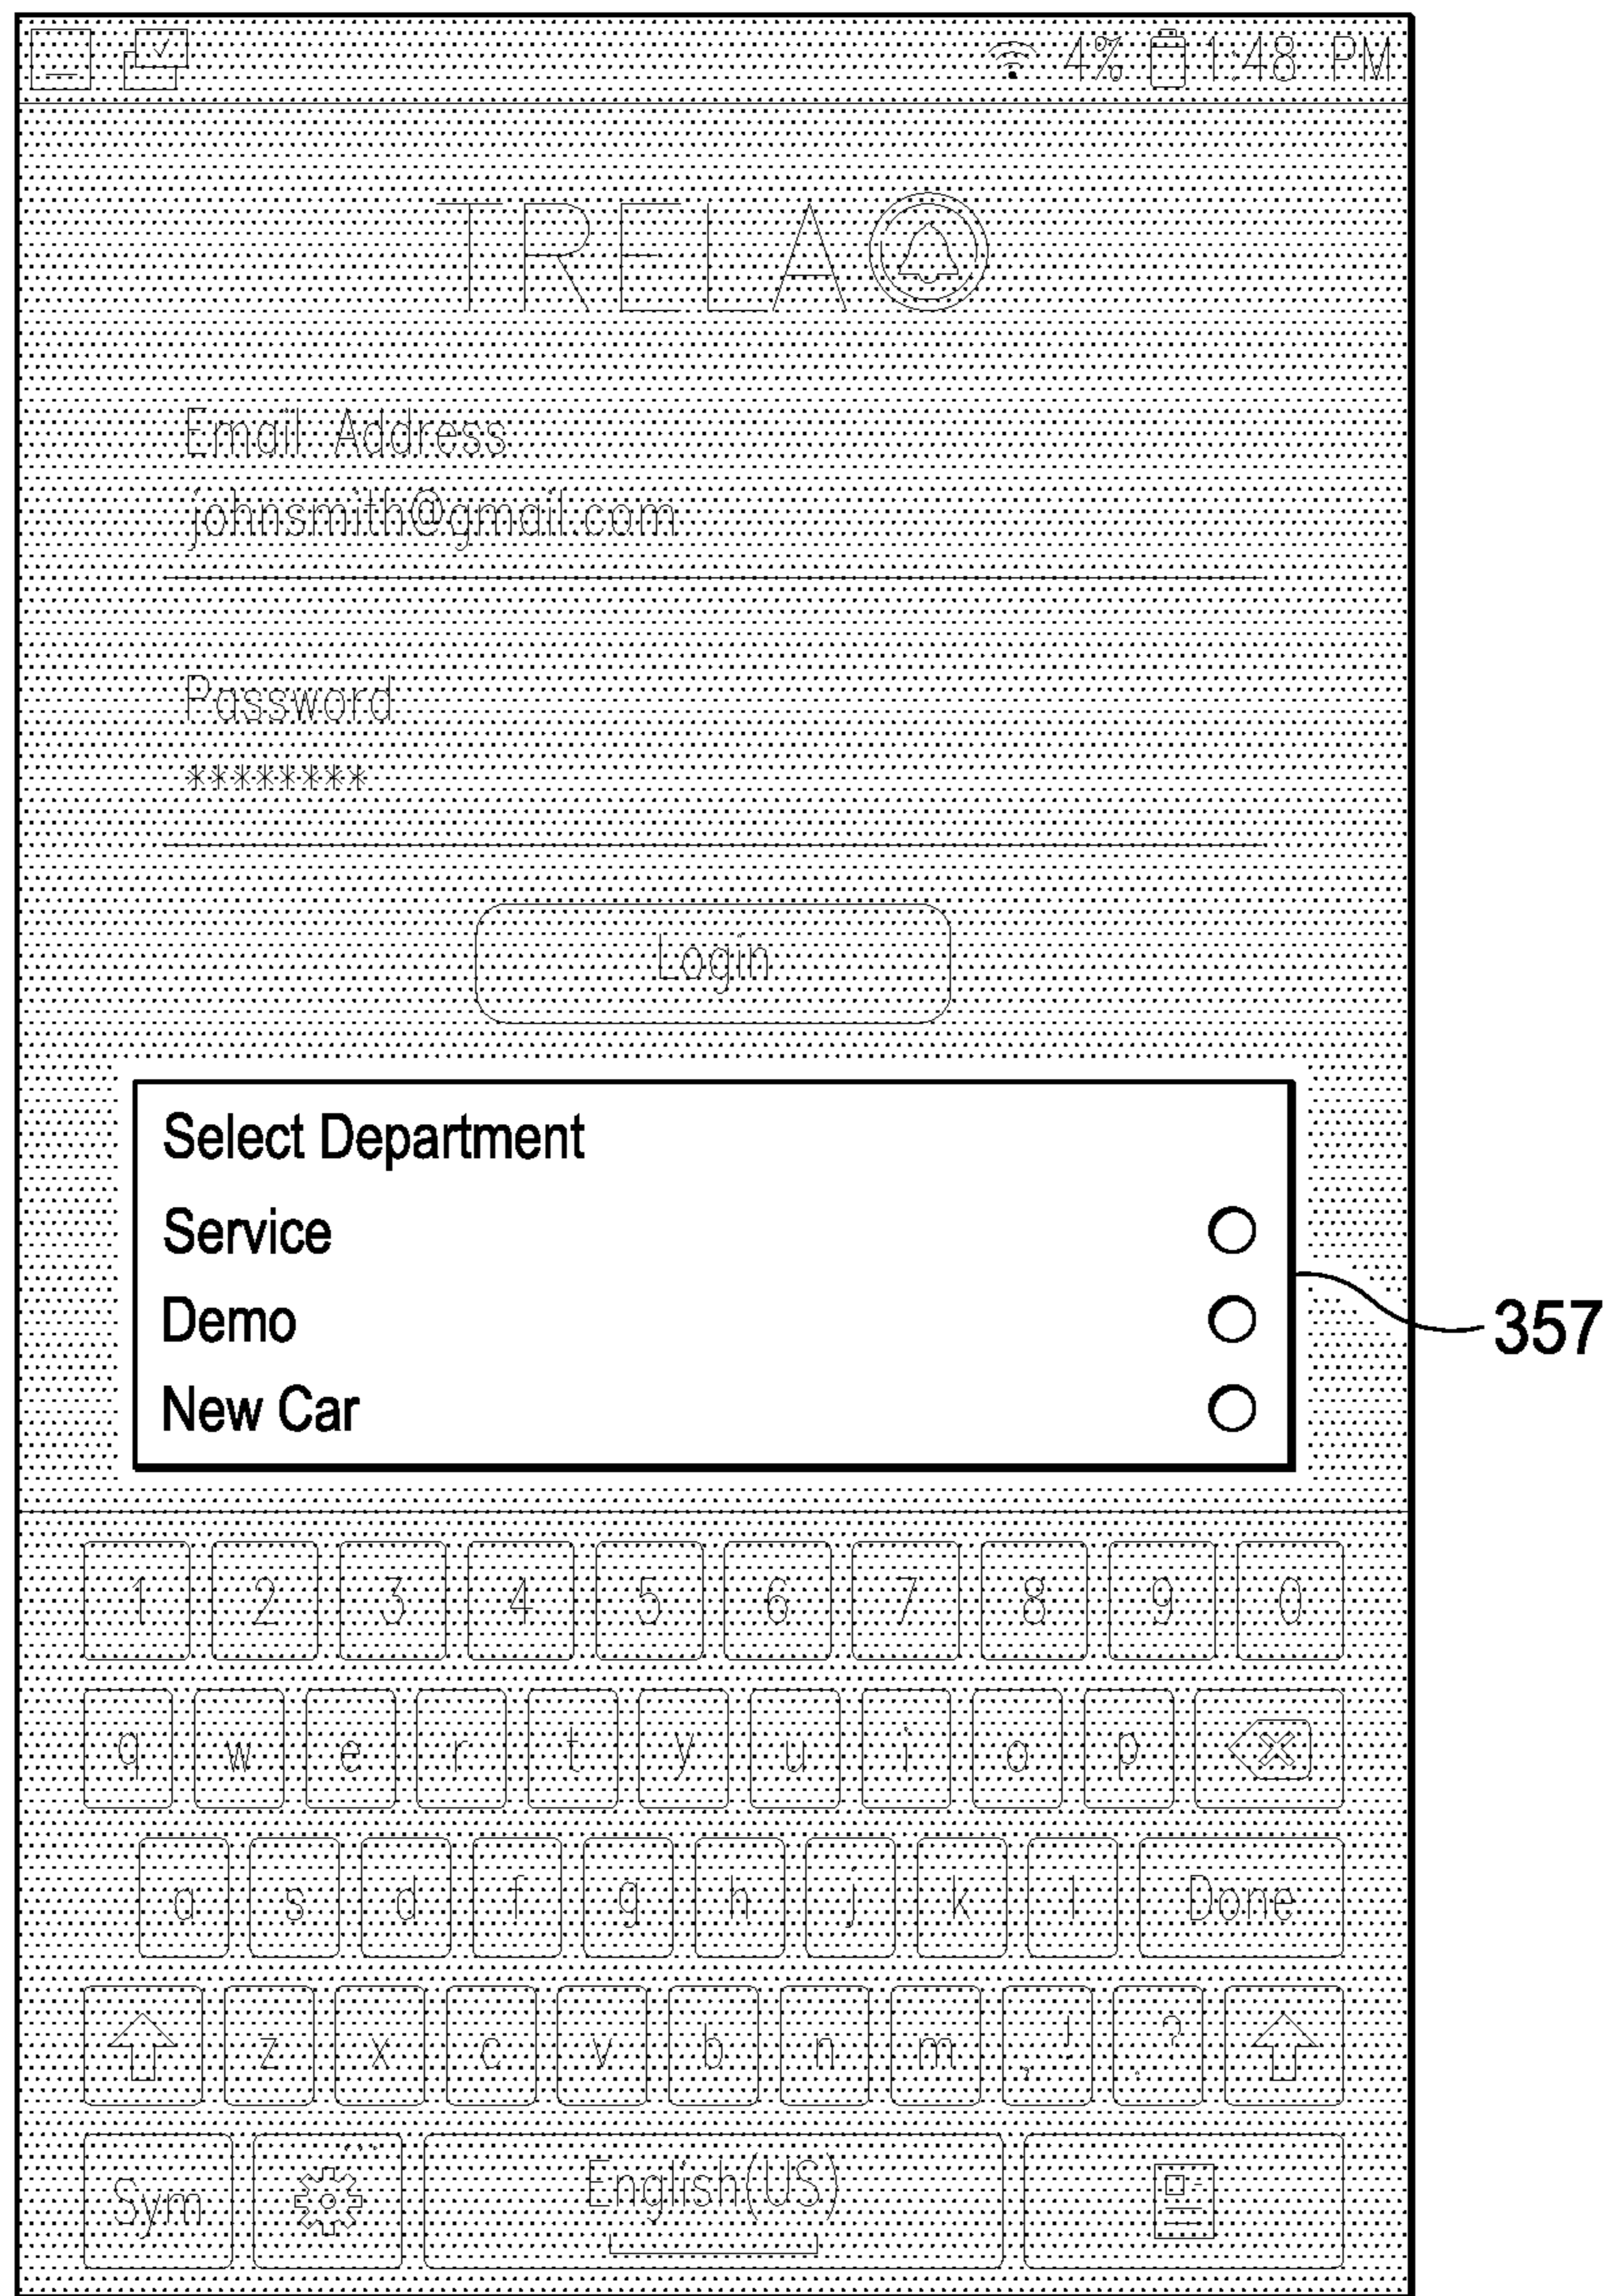 4% 1:48 PM
TRELA
Email Address
johnsmith@gmail.com
Password
********
Login
Select Department
Service
Demo
New Car
357
1 2 3 4 5 6 7 8 9 0
q w e r t y u i o p
a s d f g h j k l Done
z x c v b n m , ! . ?
Sym English(US)